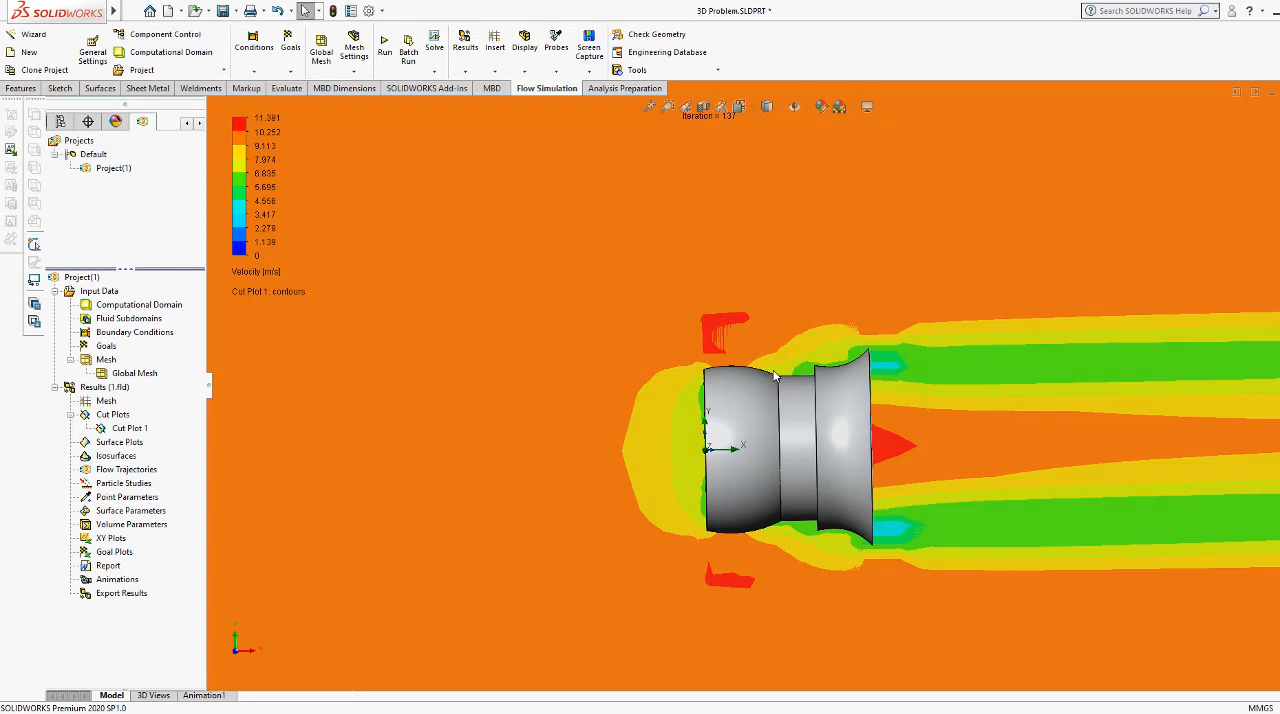 SOLIDWORKS
3D Problem.SLDPRT *
Search SOLIDWORKS Help
?
Wizard
New
Clone Project
General Settings
Component Control
Computational Domain
Project
Conditions
Goals
Global Mesh
Mesh Settings
Run
Batch Run
Solve
Results
Insert
Display
Probes
Screen Capture
Check Geometry
Engineering Database
Tools
Features
Sketch
Surfaces
Sheet Metal
Weldments
Markup
Evaluate
MBD Dimensions
SOLIDWORKS Add-Ins
MBD
Flow Simulation
Analysis Preparation
Iteration = 137
Projects
Default
Project(1)
11.391
10.252
9.113
7.974
6.835
5.695
4.556
3.417
2.278
1.139
0
Velocity [m/s]
Cut Plot 1: contours
Project(1)
Input Data
Computational Domain
Fluid Subdomains
Boundary Conditions
Goals
Mesh
Global Mesh
Results (1.fld)
Mesh
Cut Plots
Cut Plot 1
Surface Plots
Isosurfaces
Flow Trajectories
Particle Studies
Point Parameters
Surface Parameters
Volume Parameters
XY Plots
Goal Plots
Report
Animations
Export Results
Y
Z
X
Model
3D Views
Animation1
SOLIDWORKS Premium 2020 SP1.0
MMGS